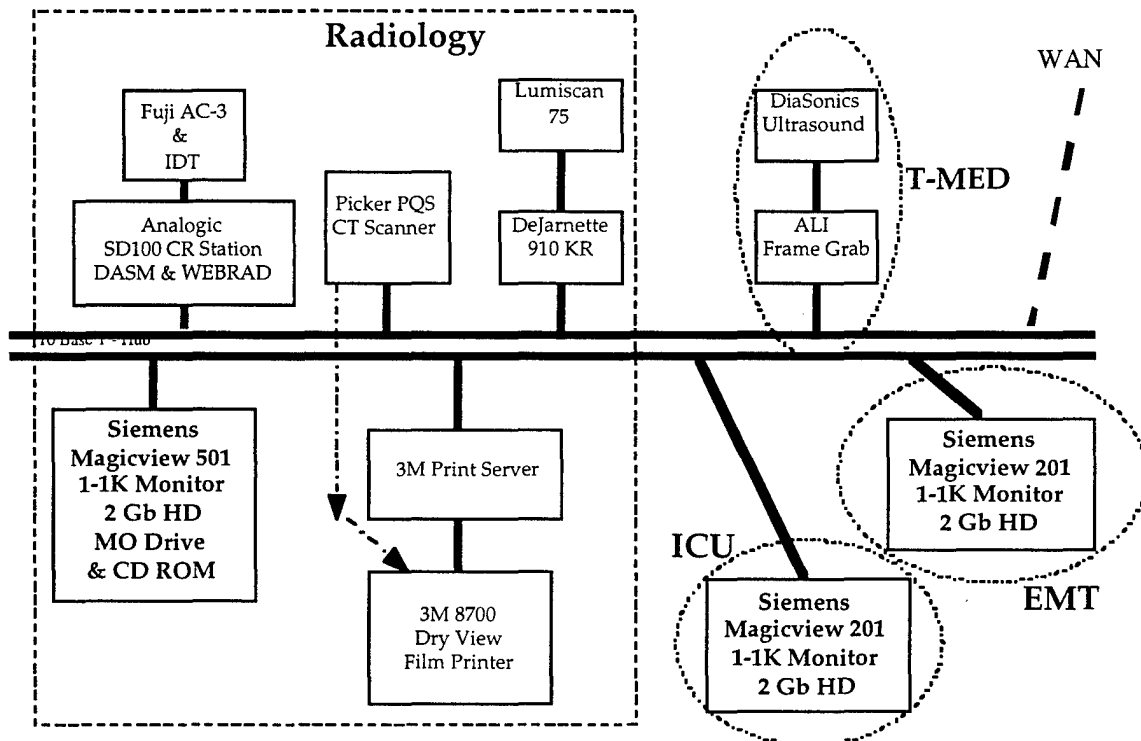 Radiology
WAN
Fuji AC-3
&
IDT
Analogic
SD100 CR Station
DASM & WEBRAD
Picker PQS
CT Scanner
Lumiscan
75
DeJarnette
910 KR
DiaSonics
Ultrasound
T-MED
ALI
Frame Grab
10 Base T - Hub
Siemens
Magicview 501
1-1K Monitor
2 Gb HD
MO Drive
& CD ROM
3M Print Server
3M 8700
Dry View
Film Printer
ICU
Siemens
Magicview 201
1-1K Monitor
2 Gb HD
Siemens
Magicview 201
1-1K Monitor
2 Gb HD
EMT